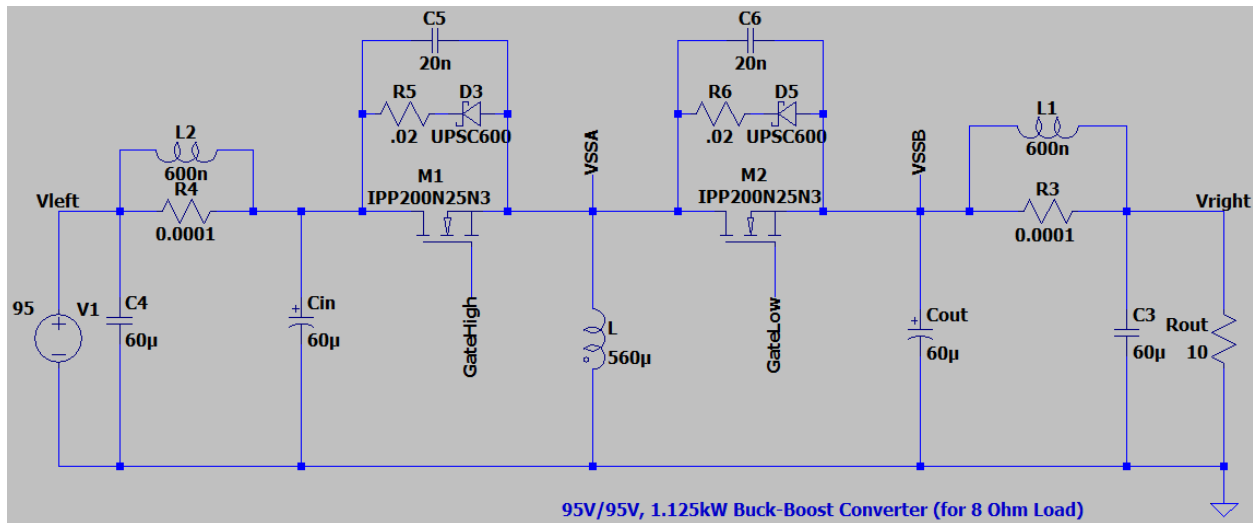 C5
20n
R5
D3
.02
UPSC600
M1
IPP200N25N3
C6
20n
R6
D5
.02
UPSC600
M2
IPP200N25N3
L2
600n
R4
0.0001
Vleft
VSSA
VSSB
L1
600n
R3
0.0001
Vright
95
V1
C4
60µ
Cin
60µ
GateHigh
L
560µ
GateLow
Cout
60µ
C3
60µ
Rout
10
95V/95V, 1.125kW Buck-Boost Converter (for 8 Ohm Load)